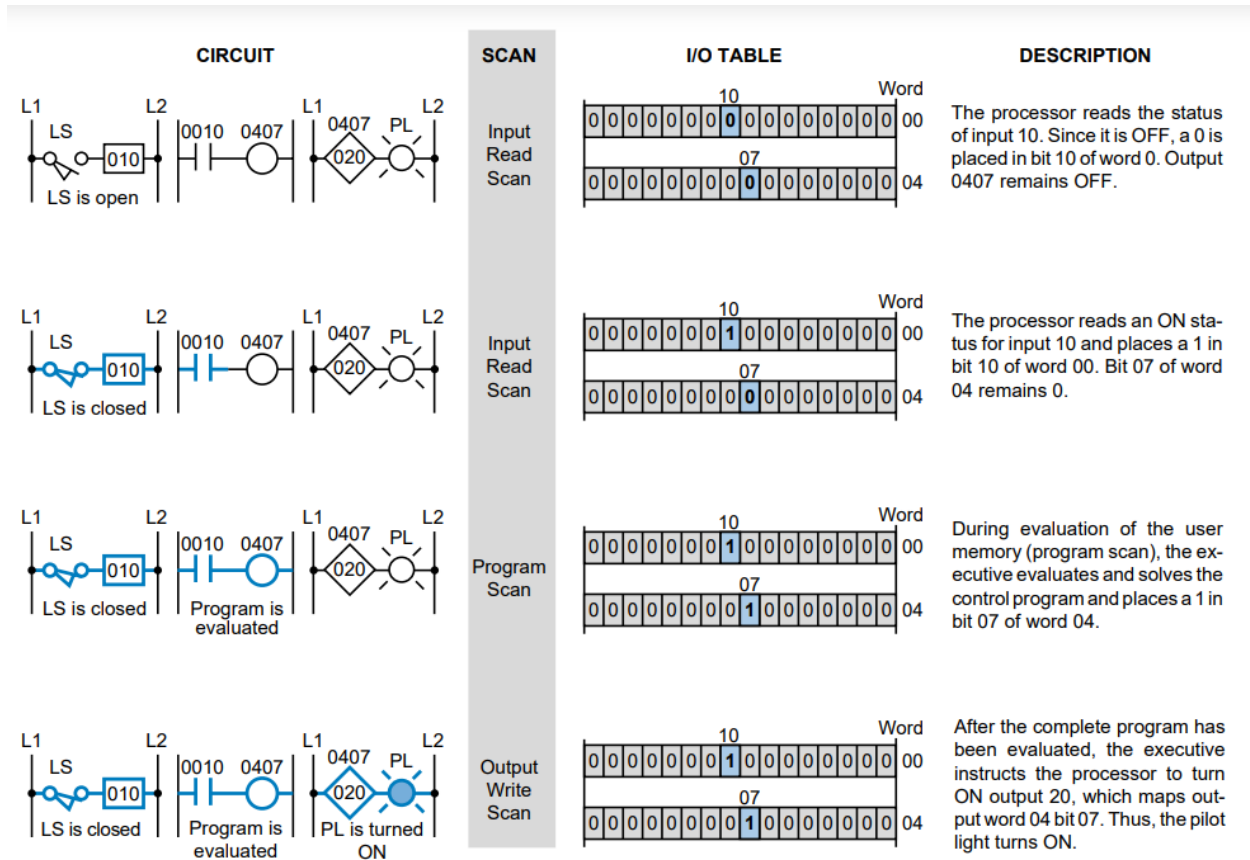 CIRCUIT
SCAN
I/O TABLE
DESCRIPTION
L1 L2 L1 L2
LS
010
LS is open
0010 0407
0407 PL
020
Input
Read
Scan
10 Word
0 0 0 0 0 0 0 0 0 0 0 0 0 0 0 0 00
07
0 0 0 0 0 0 0 0 0 0 0 0 0 0 0 0 04
The processor reads the status
of input 10. Since it is OFF, a 0 is
placed in bit 10 of word 0. Output
0407 remains OFF.
L1 L2 L1 L2
LS
010
LS is closed
0010 0407
0407 PL
020
Input
Read
Scan
10 Word
0 0 0 0 0 0 0 1 0 0 0 0 0 0 0 0 00
07
0 0 0 0 0 0 0 0 0 0 0 0 0 0 0 0 04
The processor reads an ON sta-
tus for input 10 and places a 1 in
bit 10 of word 00. Bit 07 of word
04 remains 0.
L1 L2 L1 L2
LS
010
LS is closed
0010 0407
Program is
evaluated
0407 PL
020
Program
Scan
10 Word
0 0 0 0 0 0 0 1 0 0 0 0 0 0 0 0 00
07
0 0 0 0 0 0 0 0 1 0 0 0 0 0 0 0 04
During evaluation of the user
memory (program scan), the ex-
ecutive evaluates and solves the
control program and places a 1 in
bit 07 of word 04.
L1 L2 L1 L2
LS
010
LS is closed
0010 0407
Program is
evaluated
0407 PL
020
PL is turned
ON
Output
Write
Scan
10 Word
0 0 0 0 0 0 0 1 0 0 0 0 0 0 0 0 00
07
0 0 0 0 0 0 0 0 1 0 0 0 0 0 0 0 04
After the complete program has
been evaluated, the executive
instructs the processor to turn
ON output 20, which maps out-
put word 04 bit 07. Thus, the pilot
light turns ON.